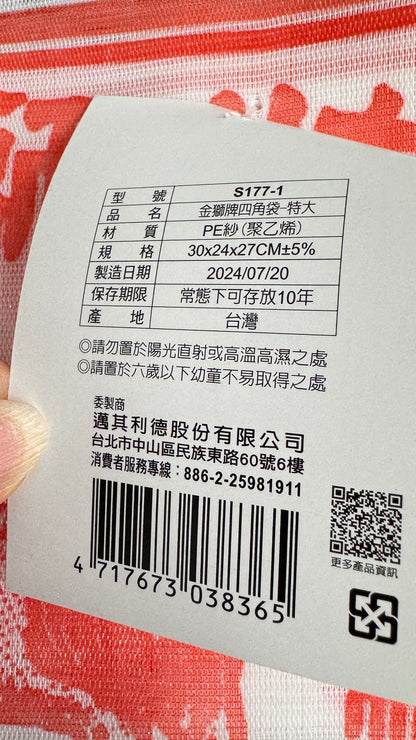 型 號 S177-1
品 名 金獅牌四角袋-特大
材 質 PE紗(聚乙烯)
規 格 30x24x27CM±5%
製造日期 2024/07/20
保存期限 常態下可存放10年
產 地 台灣
◎請勿置於陽光直射或高溫高濕之處
◎請置於六歲以下幼童不易取得之處
委製商
邁其利德股份有限公司
台北市中山區民族東路60號6樓
消費者服務專線：886-2-25981911
4 717673 038365
更多產品資訊